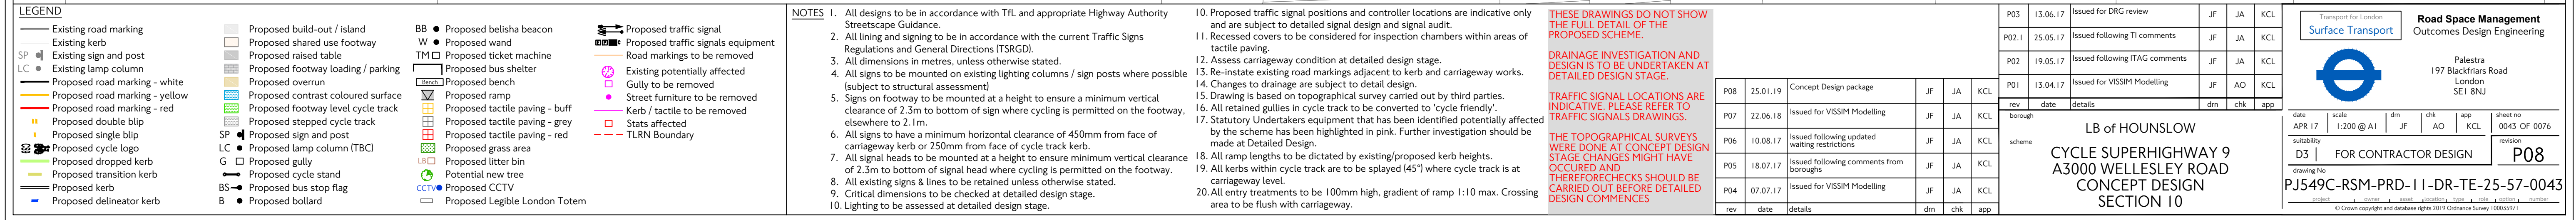 LEGEND
Existing road marking
Existing kerb
SP Existing sign and post
LC Existing lamp column
Proposed road marking - white
Proposed road marking - yellow
Proposed road marking - red
Proposed double blip
Proposed single blip
Proposed cycle logo
Proposed dropped kerb
Proposed transition kerb
Proposed kerb
Proposed delineator kerb
Proposed build-out / island
Proposed shared use footway
Proposed raised table
Proposed footway loading / parking
Proposed overrun
Proposed contrast coloured surface
Proposed footway level cycle track
Proposed stepped cycle track
SP Proposed sign and post
LC Proposed lamp column (TBC)
G Proposed gully
Proposed cycle stand
BS Proposed bus stop flag
B Proposed bollard
BB Proposed belisha beacon
W Proposed wand
TM Proposed ticket machine
Proposed bus shelter
Bench Proposed bench
Proposed ramp
Proposed tactile paving - buff
Proposed tactile paving - grey
Proposed tactile paving - red
Proposed grass area
LB Proposed litter bin
Potential new tree
CCTV Proposed CCTV
Proposed Legible London Totem
Proposed traffic signal
Proposed traffic signals equipment
Road markings to be removed
Existing potentially affected
Gully to be removed
Street furniture to be removed
Kerb / tactile to be removed
Stats affected
TLRN Boundary
NOTES 1. All designs to be in accordance with TfL and appropriate Highway Authority
Streetscape Guidance.
2. All lining and signing to be in accordance with the current Traffic Signs
Regulations and General Directions (TSRGD).
3. All dimensions in metres, unless otherwise stated.
4. All signs to be mounted on existing lighting columns / sign posts where possible
(subject to structural assessment)
5. Signs on footway to be mounted at a height to ensure a minimum vertical
clearance of 2.3m to bottom of sign where cycling is permitted on the footway,
elsewhere to 2.1m.
6. All signs to have a minimum horizontal clearance of 450mm from face of
carriageway kerb or 250mm from face of cycle track kerb.
7. All signal heads to be mounted at a height to ensure minimum vertical clearance
of 2.3m to bottom of signal head where cycling is permitted on the footway.
8. All existing signs & lines to be retained unless otherwise stated.
9. Critical dimensions to be checked at detailed design stage.
10. Lighting to be assessed at detailed design stage.
10. Proposed traffic signal positions and controller locations are indicative only
and are subject to detailed signal design and signal audit.
11. Recessed covers to be considered for inspection chambers within areas of
tactile paving.
12. Assess carriageway condition at detailed design stage.
13. Re-instate existing road markings adjacent to kerb and carriageway works.
14. Changes to drainage are subject to detail design.
15. Drawing is based on topographical survey carried out by third parties.
16. All retained gullies in cycle track to be converted to 'cycle friendly'.
17. Statutory Undertakers equipment that has been identified potentially affected
by the scheme has been highlighted in pink. Further investigation should be
made at Detailed Design.
18. All ramp lengths to be dictated by existing/proposed kerb heights.
19. All kerbs within cycle track are to be splayed (45°) where cycle track is at
carriageway level.
20. All entry treatments to be 100mm high, gradient of ramp 1:10 max. Crossing
area to be flush with carriageway.
THESE DRAWINGS DO NOT SHOW
THE FULL DETAIL OF THE
PROPOSED SCHEME.
DRAINAGE INVESTIGATION AND
DESIGN IS TO BE UNDERTAKEN AT
DETAILED DESIGN STAGE.
TRAFFIC SIGNAL LOCATIONS ARE
INDICATIVE. PLEASE REFER TO
TRAFFIC SIGNALS DRAWINGS.
THE TOPOGRAPHICAL SURVEYS
WERE DONE AT CONCEPT DESIGN
STAGE CHANGES MIGHT HAVE
OCCURED AND
THEREFORECHECKS SHOULD BE
CARRIED OUT BEFORE DETAILED
DESIGN COMMENCES
P08 25.01.19 Concept Design package JF JA KCL
P07 22.06.18 Issued for VISSIM Modelling JF JA KCL
P06 10.08.17 Issued following updated waiting restrictions JF JA KCL
P05 18.07.17 Issued following comments from boroughs JF JA KCL
P04 07.07.17 Issued for VISSIM Modelling JF JA KCL
rev date details drn chk app
P03 13.06.17 Issued for DRG review JF JA KCL
P02.1 25.05.17 Issued following TI comments JF JA KCL
P02 19.05.17 Issued following ITAG comments JF JA KCL
P01 13.04.17 Issued for VISSIM Modelling JF AO KCL
rev date details drn chk app
borough
LB of HOUNSLOW
scheme
CYCLE SUPERHIGHWAY 9
A3000 WELLESLEY ROAD
CONCEPT DESIGN
SECTION 10
Transport for London
Surface Transport
Road Space Management
Outcomes Design Engineering
Palestra
197 Blackfriars Road
London
SE1 8NJ
date scale drn chk app sheet no
APR 17 1:200 @ A1 JF AO KCL 0043 OF 0076
suitability revision
D3 FOR CONTRACTOR DESIGN P08
drawing No
PJ549C-RSM-PRD-11-DR-TE-25-57-0043
project owner asset location type role option number
© Crown copyright and database rights 2019 Ordnance Survey 100035971